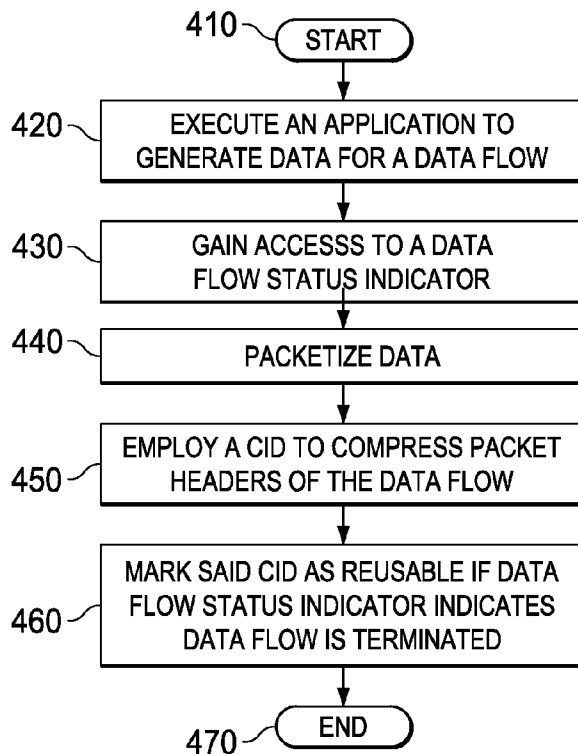 410
START
420
EXECUTE AN APPLICATION TO
GENERATE DATA FOR A DATA FLOW
430
GAIN ACCESSS TO A DATA
FLOW STATUS INDICATOR
440
PACKETIZE DATA
450
EMPLOY A CID TO COMPRESS PACKET
HEADERS OF THE DATA FLOW
460
MARK SAID CID AS REUSABLE IF DATA
FLOW STATUS INDICATOR INDICATES
DATA FLOW IS TERMINATED
470
END